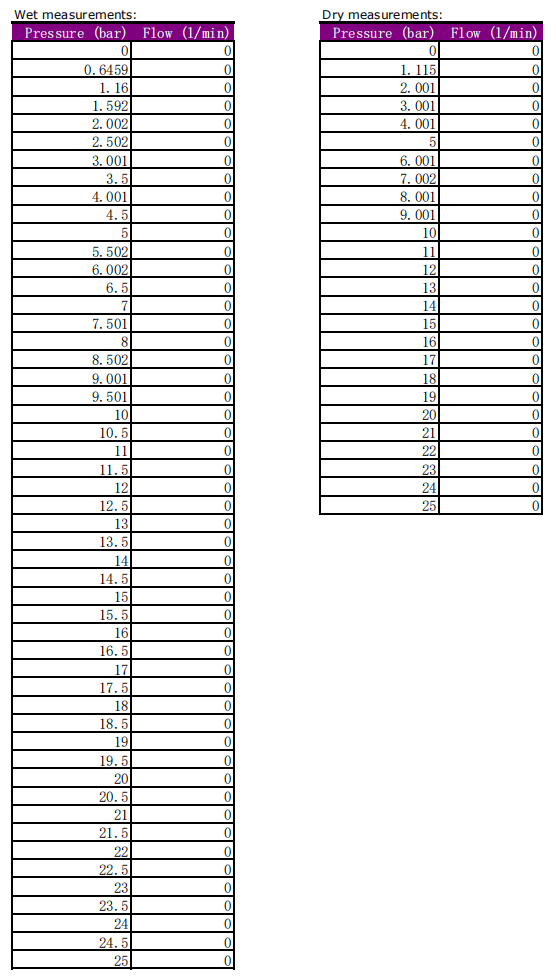 Wet measurements: Dry measurements:
Pressure (bar) Flow (l/min) Pressure (bar) Flow (l/min)
0 0 0 0
0.6459 0 1.115 0
1.16 0 2.001 0
1.592 0 3.001 0
2.002 0 4.001 0
2.502 0 5 0
3.001 0 6.001 0
3.5 0 7.002 0
4.001 0 8.001 0
4.5 0 9.001 0
5 0 10 0
5.502 0 11 0
6.002 0 12 0
6.5 0 13 0
7 0 14 0
7.501 0 15 0
8 0 16 0
8.502 0 17 0
9.001 0 18 0
9.501 0 19 0
10 0 20 0
10.5 0 21 0
11 0 22 0
11.5 0 23 0
12 0 24 0
12.5 0 25 0
13 0
13.5 0
14 0
14.5 0
15 0
15.5 0
16 0
16.5 0
17 0
17.5 0
18 0
18.5 0
19 0
19.5 0
20 0
20.5 0
21 0
21.5 0
22 0
22.5 0
23 0
23.5 0
24 0
24.5 0
25 0